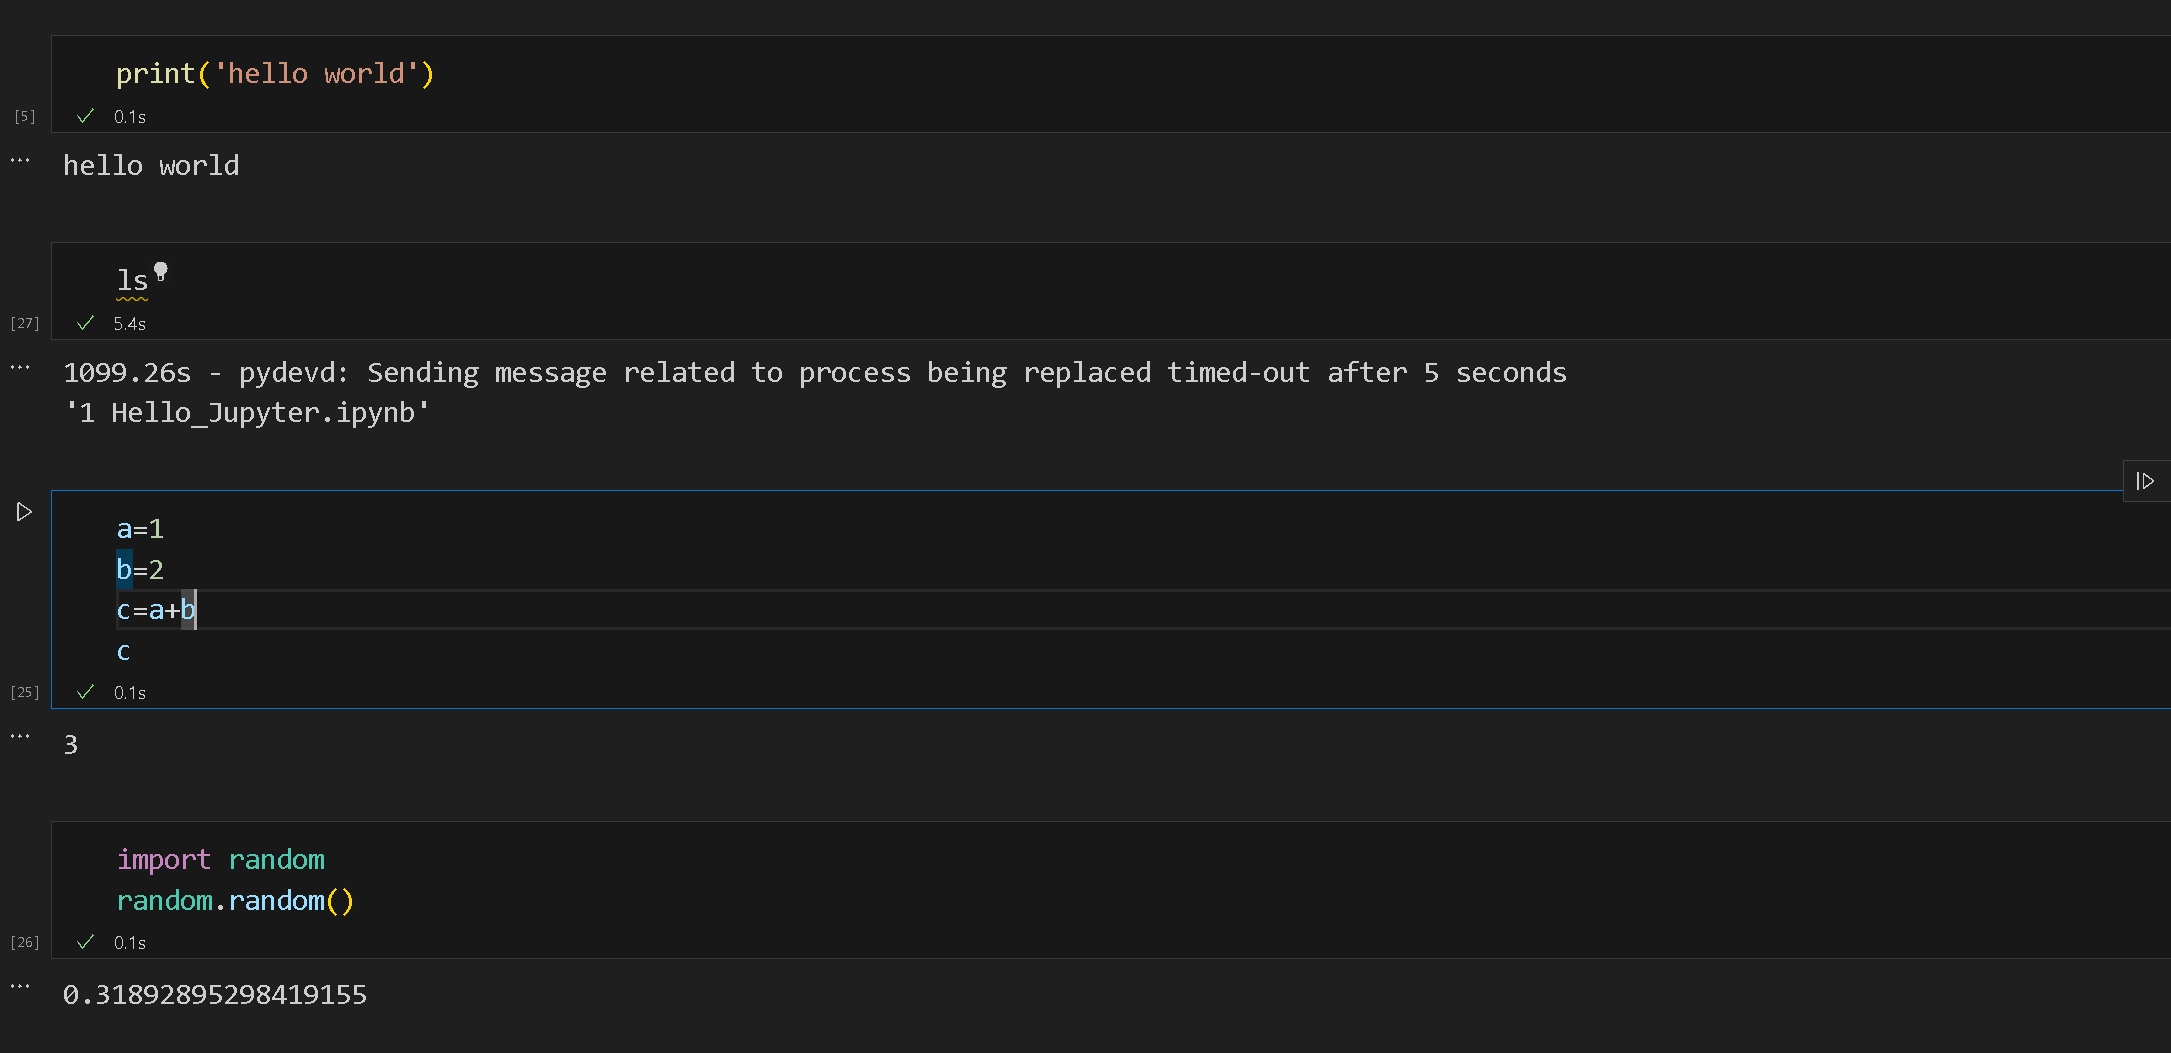 print('hello world')
[5] 0.1s
hello world
ls
[27] 5.4s
1099.26s - pydevd: Sending message related to process being replaced timed-out after 5 seconds
'1 Hello_Jupyter.ipynb'
a=1
b=2
c=a+b
c
[25] 0.1s
3
import random
random.random()
[26] 0.1s
0.31892895298419155